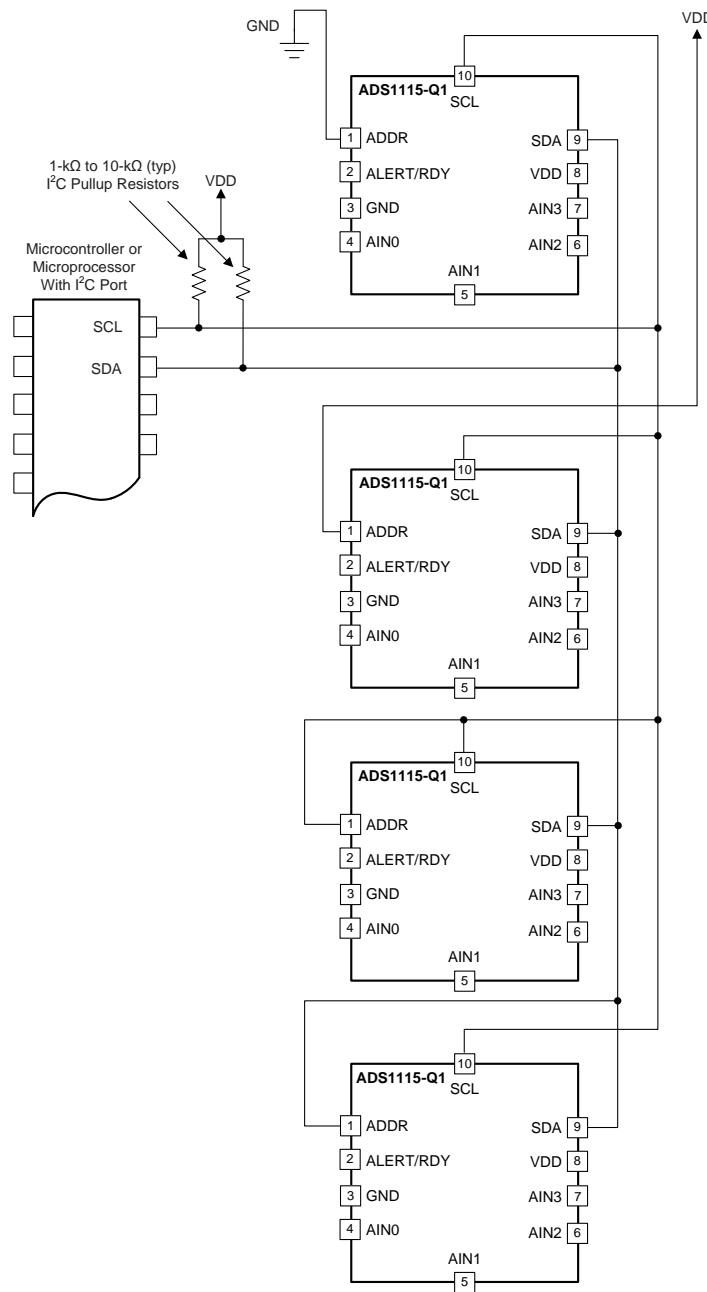 GND
VDD
10
ADS1115-Q1
SCL
1 ADDR
SDA 9
2 ALERT/RDY
VDD 8
3 GND
AIN3 7
4 AIN0
AIN2 6
AIN1
5
1-kΩ to 10-kΩ (typ)
I²C Pullup Resistors
VDD
Microcontroller or
Microprocessor
With I²C Port
SCL
SDA
10
ADS1115-Q1
SCL
1 ADDR
SDA 9
2 ALERT/RDY
VDD 8
3 GND
AIN3 7
4 AIN0
AIN2 6
AIN1
5
10
ADS1115-Q1
SCL
1 ADDR
SDA 9
2 ALERT/RDY
VDD 8
3 GND
AIN3 7
4 AIN0
AIN2 6
AIN1
5
10
ADS1115-Q1
SCL
1 ADDR
SDA 9
2 ALERT/RDY
VDD 8
3 GND
AIN3 7
4 AIN0
AIN2 6
AIN1
5